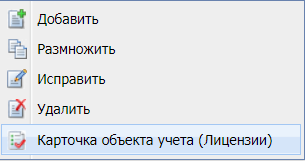 Добавить
Размножить
Исправить
Удалить
Карточка объекта учета (Лицензии)